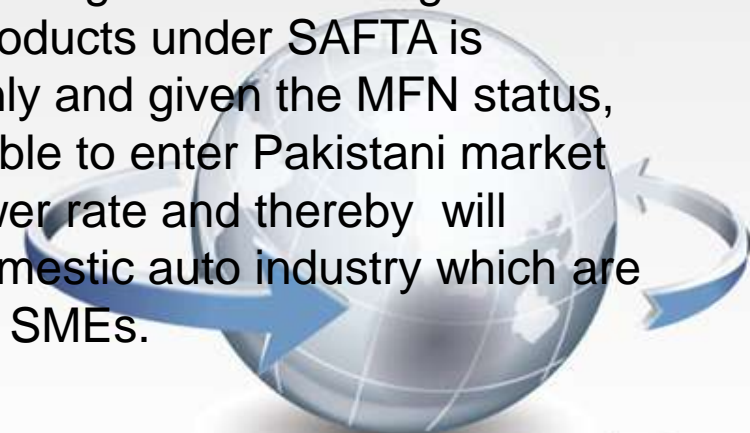 oducts under SAFTA is
ly and given the MFN status,
ble to enter Pakistani market
wer rate and thereby  will
mestic auto industry which are
SMEs.